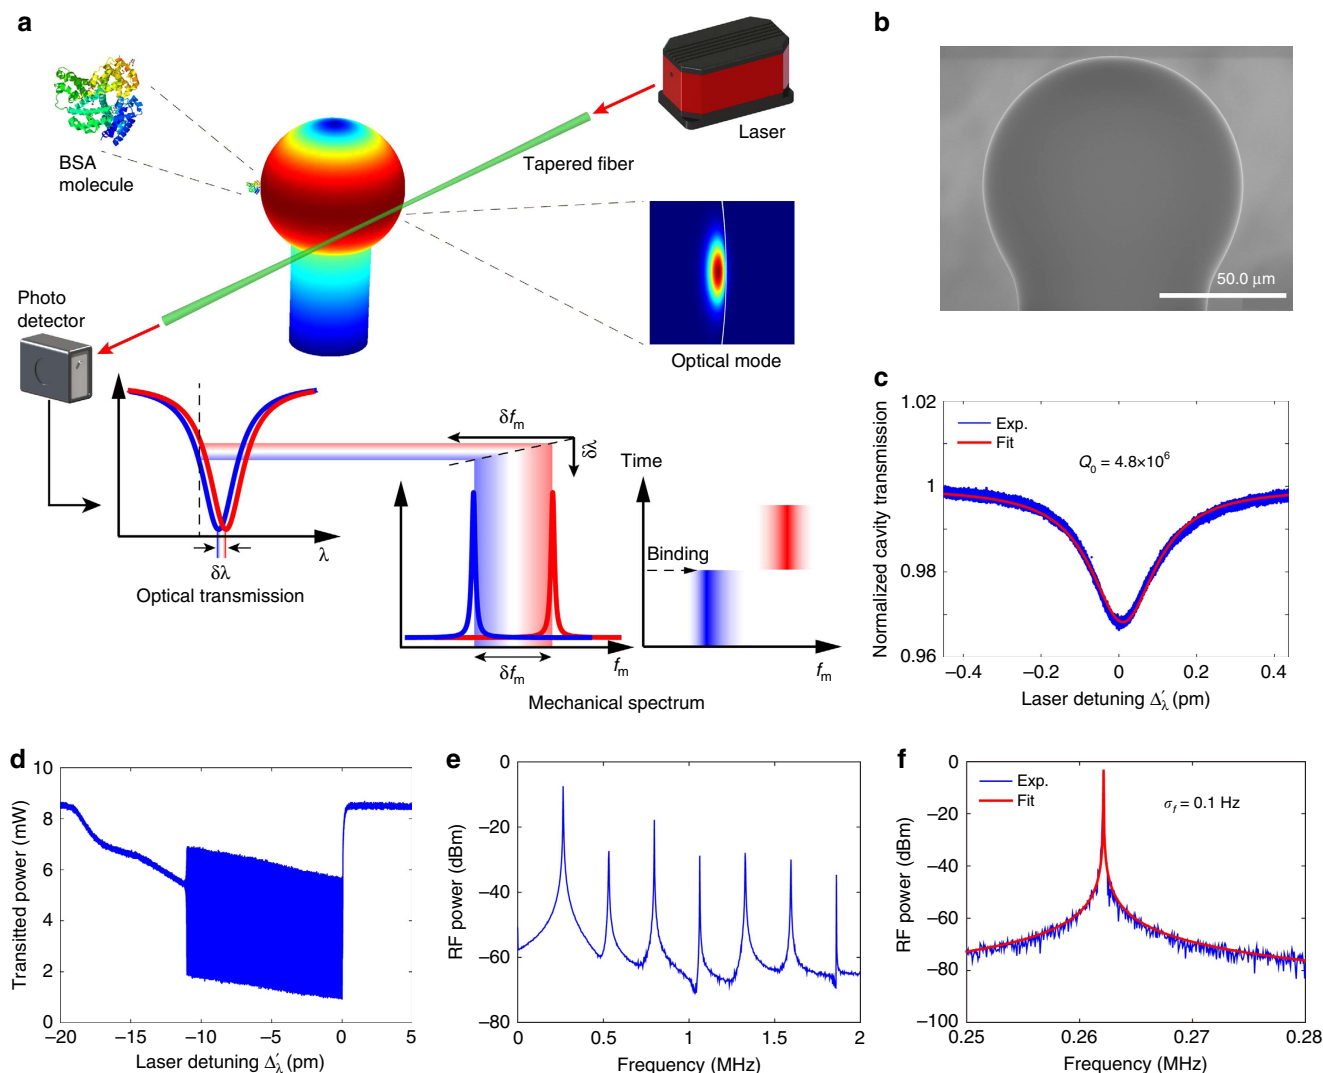 a
BSA
molecule
Laser
Tapered fiber
Optical mode
Photo
detector
δλ
λ
Optical transmission
δfm
δλ
fm
δfm
Mechanical spectrum
Time
Binding
fm
b
50.0 μm
c
Normalized cavity transmission
1.02
1
0.98
0.96
Exp.
Fit
Q0 = 4.8×10⁶
−0.4
−0.2
0
0.2
0.4
Laser detuning Δ′λ (pm)
d
Transitted power (mW)
10
8
6
4
2
0
−20
−15
−10
−5
0
5
Laser detuning Δ′λ (pm)
e
RF power (dBm)
0
−20
−40
−60
−80
0
0.5
1
1.5
2
Frequency (MHz)
f
RF power (dBm)
0
−20
−40
−60
−80
−100
Exp.
Fit
σf = 0.1 Hz
0.25
0.26
0.27
0.28
Frequency (MHz)